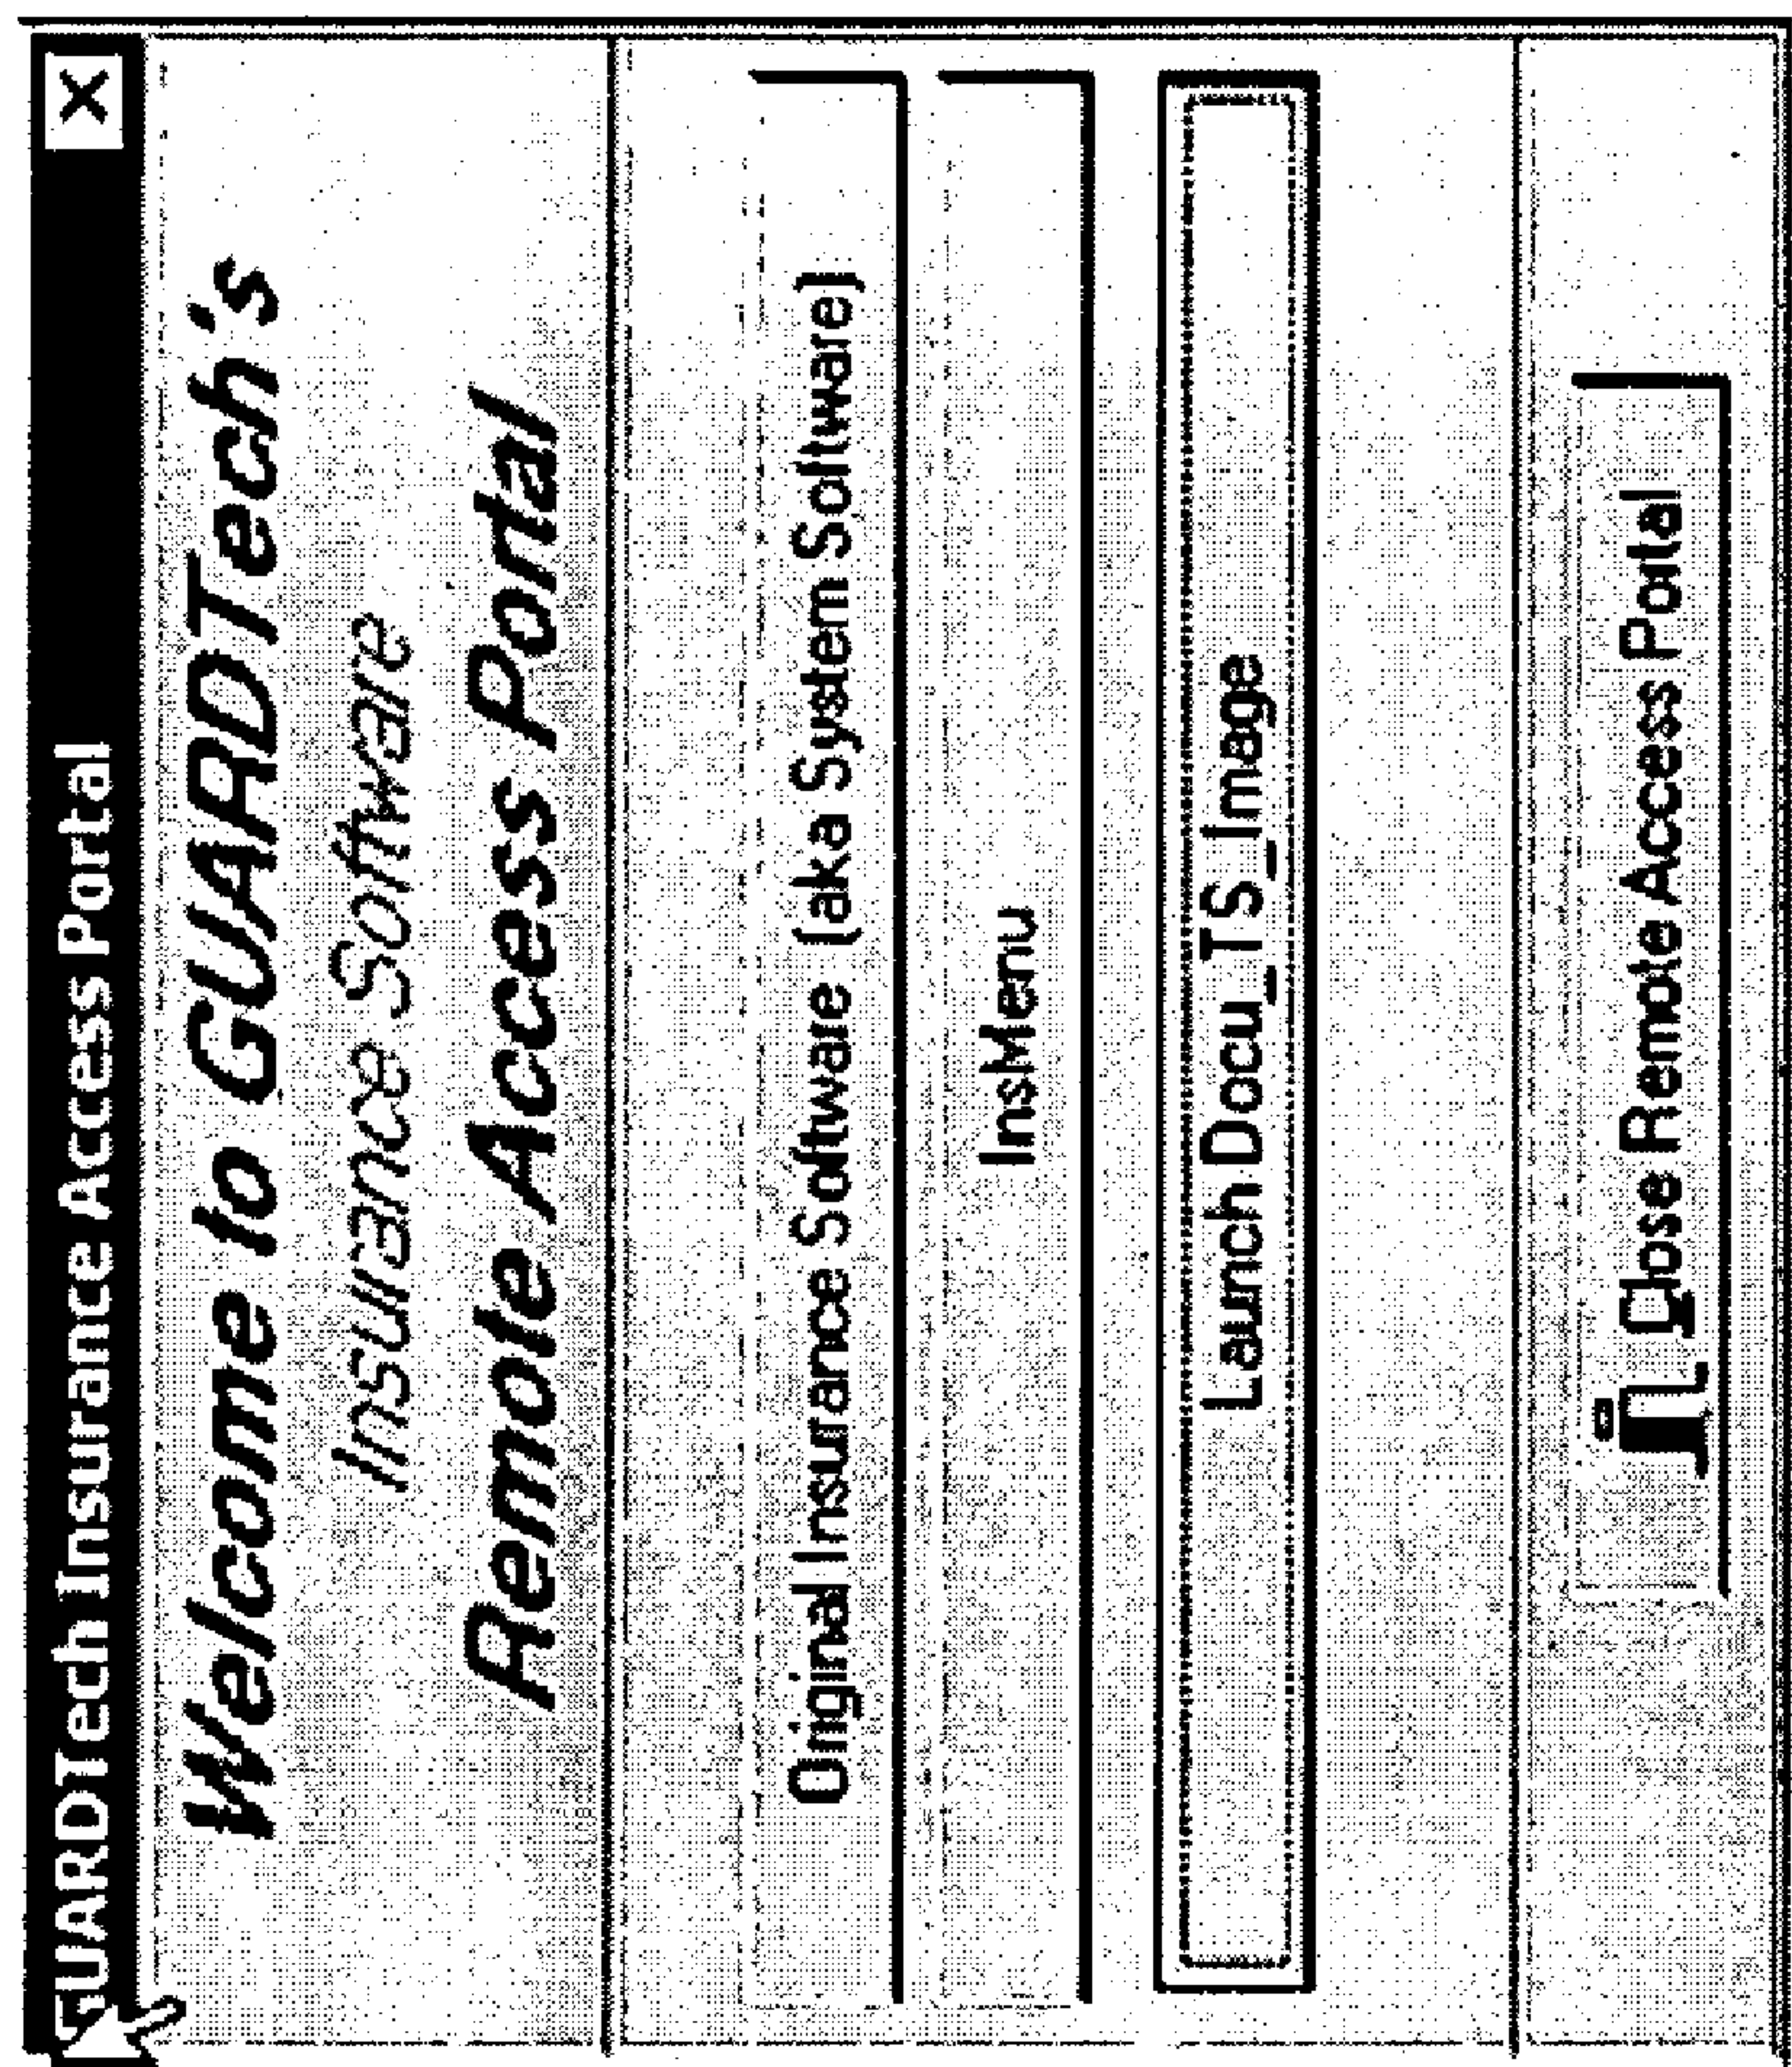 GUARDTech Insurance Access Portal
Welcome to GUARDTech's
Insurance Software
Remote Access Portal
Original Insurance Software (aka System Software)
InsMenu
Launch Docu_TS_Image
Close Remote Access Portal